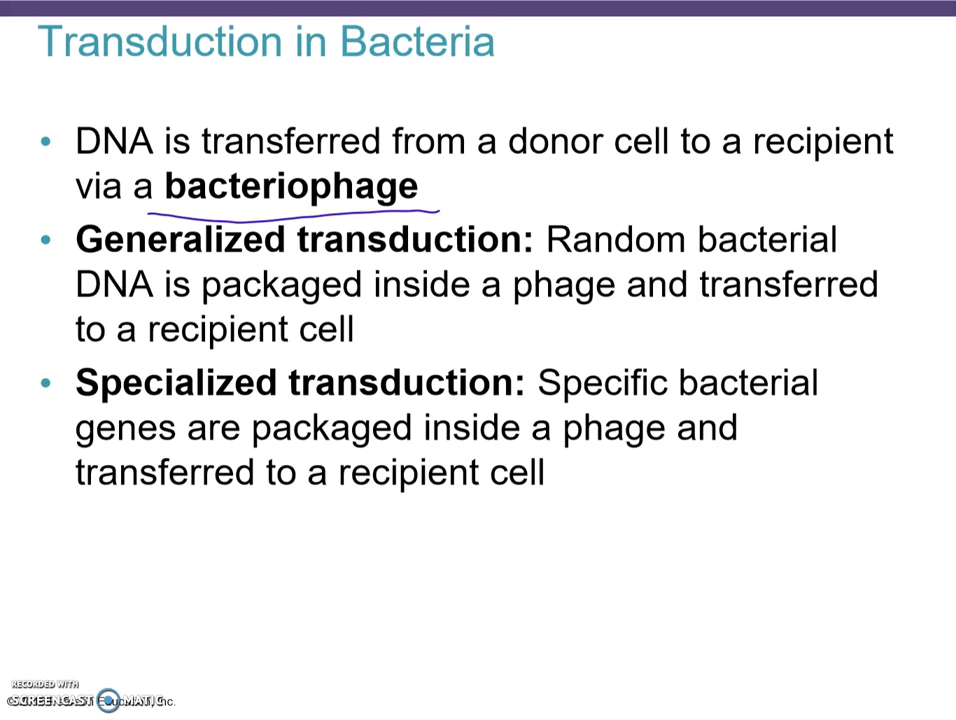 Transduction in Bacteria
• DNA is transferred from a donor cell to a recipient
via a bacteriophage
• Generalized transduction: Random bacterial
DNA is packaged inside a phage and transferred
to a recipient cell
• Specialized transduction: Specific bacterial
genes are packaged inside a phage and
transferred to a recipient cell
RECORDED WITH
SCREENCAST MATIC